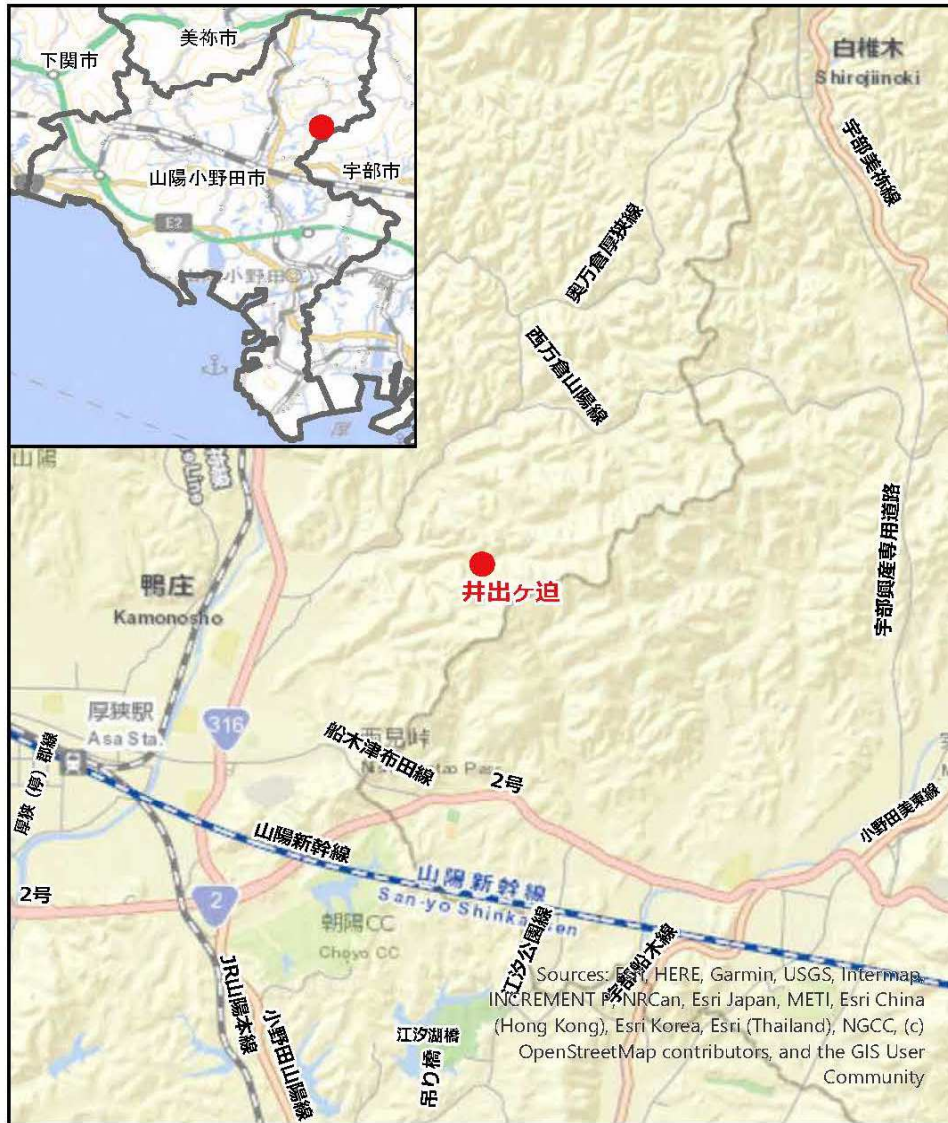 美祢市
下関市
山陽小野田市
宇部市
E2
小野田
白椎木
Shirojiinoki
宇部美祢線
奥万倉厚狭線
西万倉山陽線
宇部興産専用道路
山陽
Line
井出ヶ迫
鴨庄
Kamonosho
厚狭駅
Asa Sta.
316
厚狭(停)郡線
船木津布田線
西見峠
2号
小野田美東線
山陽新幹線
山陽新幹線
San-yo Shinkansen
2号
2
朝陽CC
Choyo CC
江汐公園線
宇部船木線
JR山陽本線
小野田山陽線
江汐湖橋
吊り橋
Sources: Esri, HERE, Garmin, USGS, Intermap,
INCREMENT P, NRCan, Esri Japan, METI, Esri China
(Hong Kong), Esri Korea, Esri (Thailand), NGCC, (c)
OpenStreetMap contributors, and the GIS User
Community